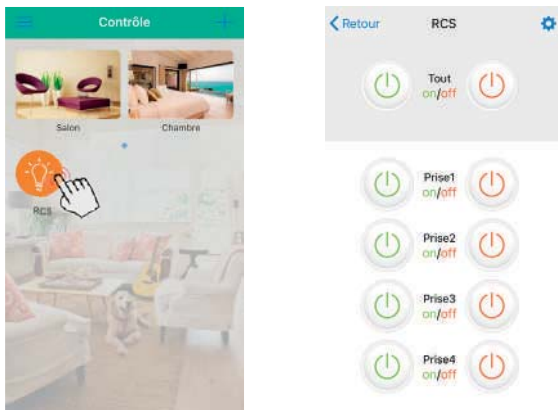 Contrôle
Salon
Chambre
RCS
Retour
RCS
Tout
on/off
Prise1
on/off
Prise2
on/off
Prise3
on/off
Prise4
on/off